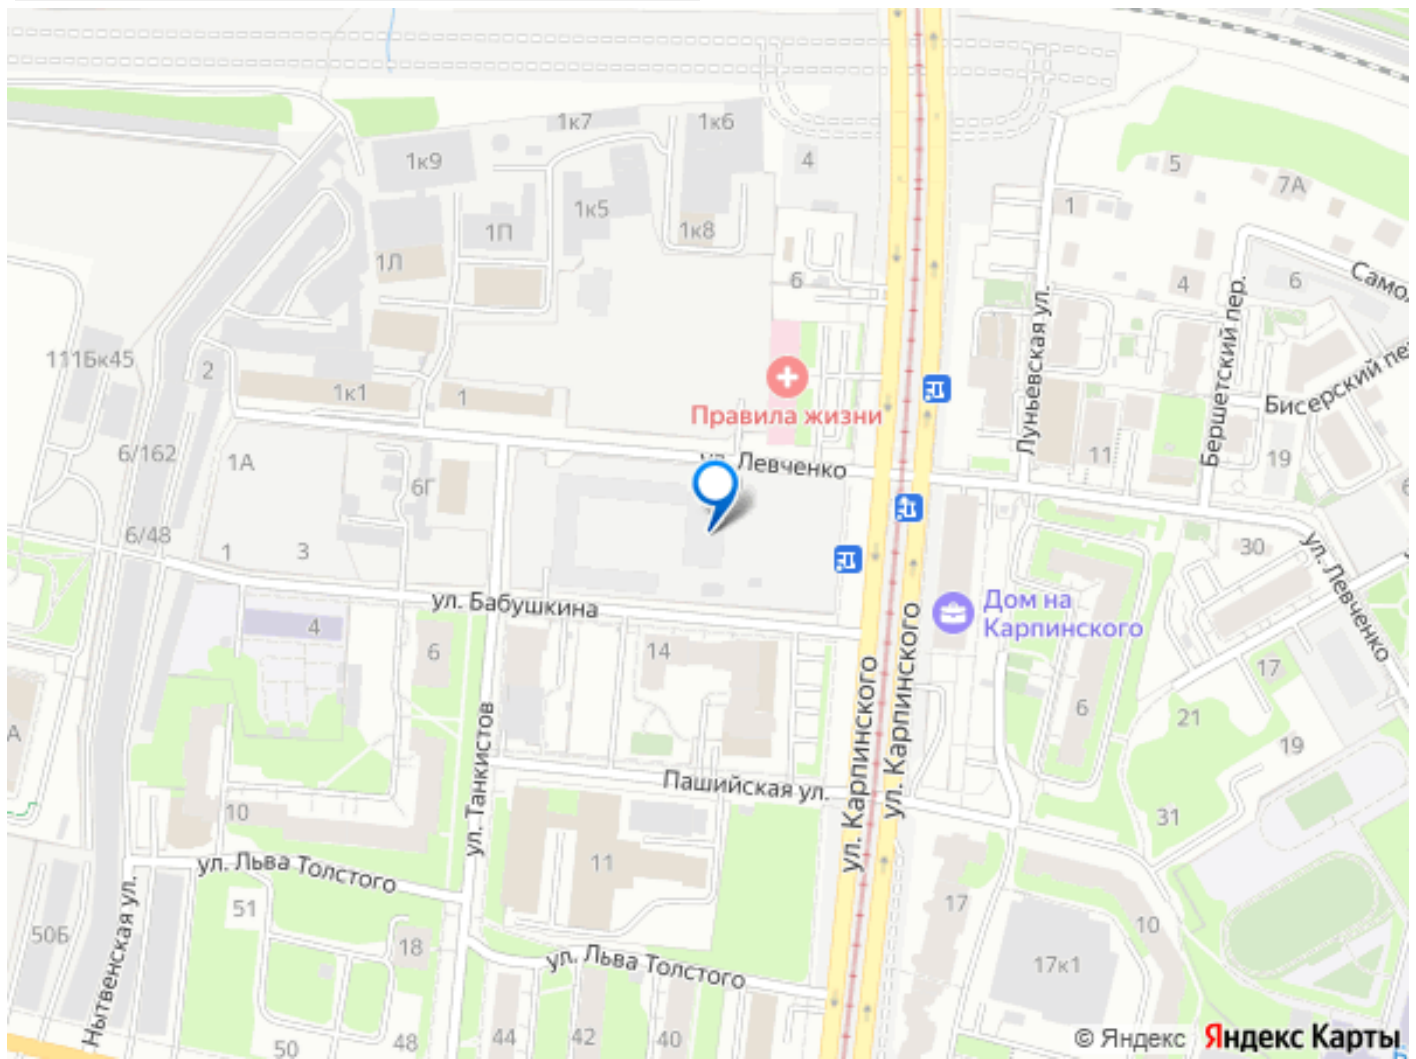 1к7
1к6
1к9
4
5
7А
1к5
1
1П
1к8
1Л
6
4
6
Само
Бершетский пер.
Луньевская ул.
111Бк45
2
1к1
1
Правила жизни
Бисерский пе
6/162
1А
6Г
ул. Левченко
11
19
6/48
1
3
30
ул. Левченко
ул. Бабушкина
Дом на
Карпинского
4
6
14
17
6
21
19
ул. Карпинского
ул. Карпинского
А
ул. Танкистов
Пашийская ул.
10
31
ул. Льва Толстого
11
Нытвенская ул.
51
17
10
50Б
18
ул. Льва Толстого
17к1
50
48
44
42
40
© Яндекс Яндекс Карты